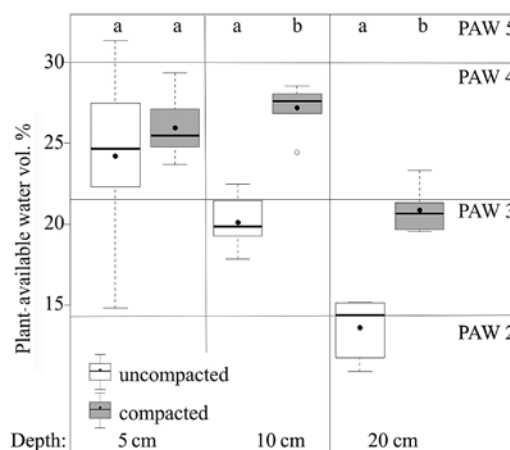 a a a b a b PAW 5
30 PAW 4
25
20 PAW 3
15
PAW 2
Plant-available water vol. %
uncompacted
compacted
Depth: 5 cm 10 cm 20 cm